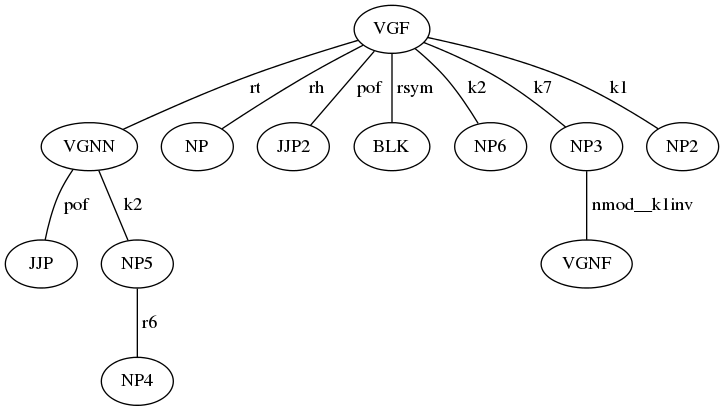 VGF
rt rh pof rsym k2 k7 k1
VGNN NP JJP2 BLK NP6 NP3 NP2
pof k2 nmod__k1inv
JJP NP5 VGNF
r6
NP4